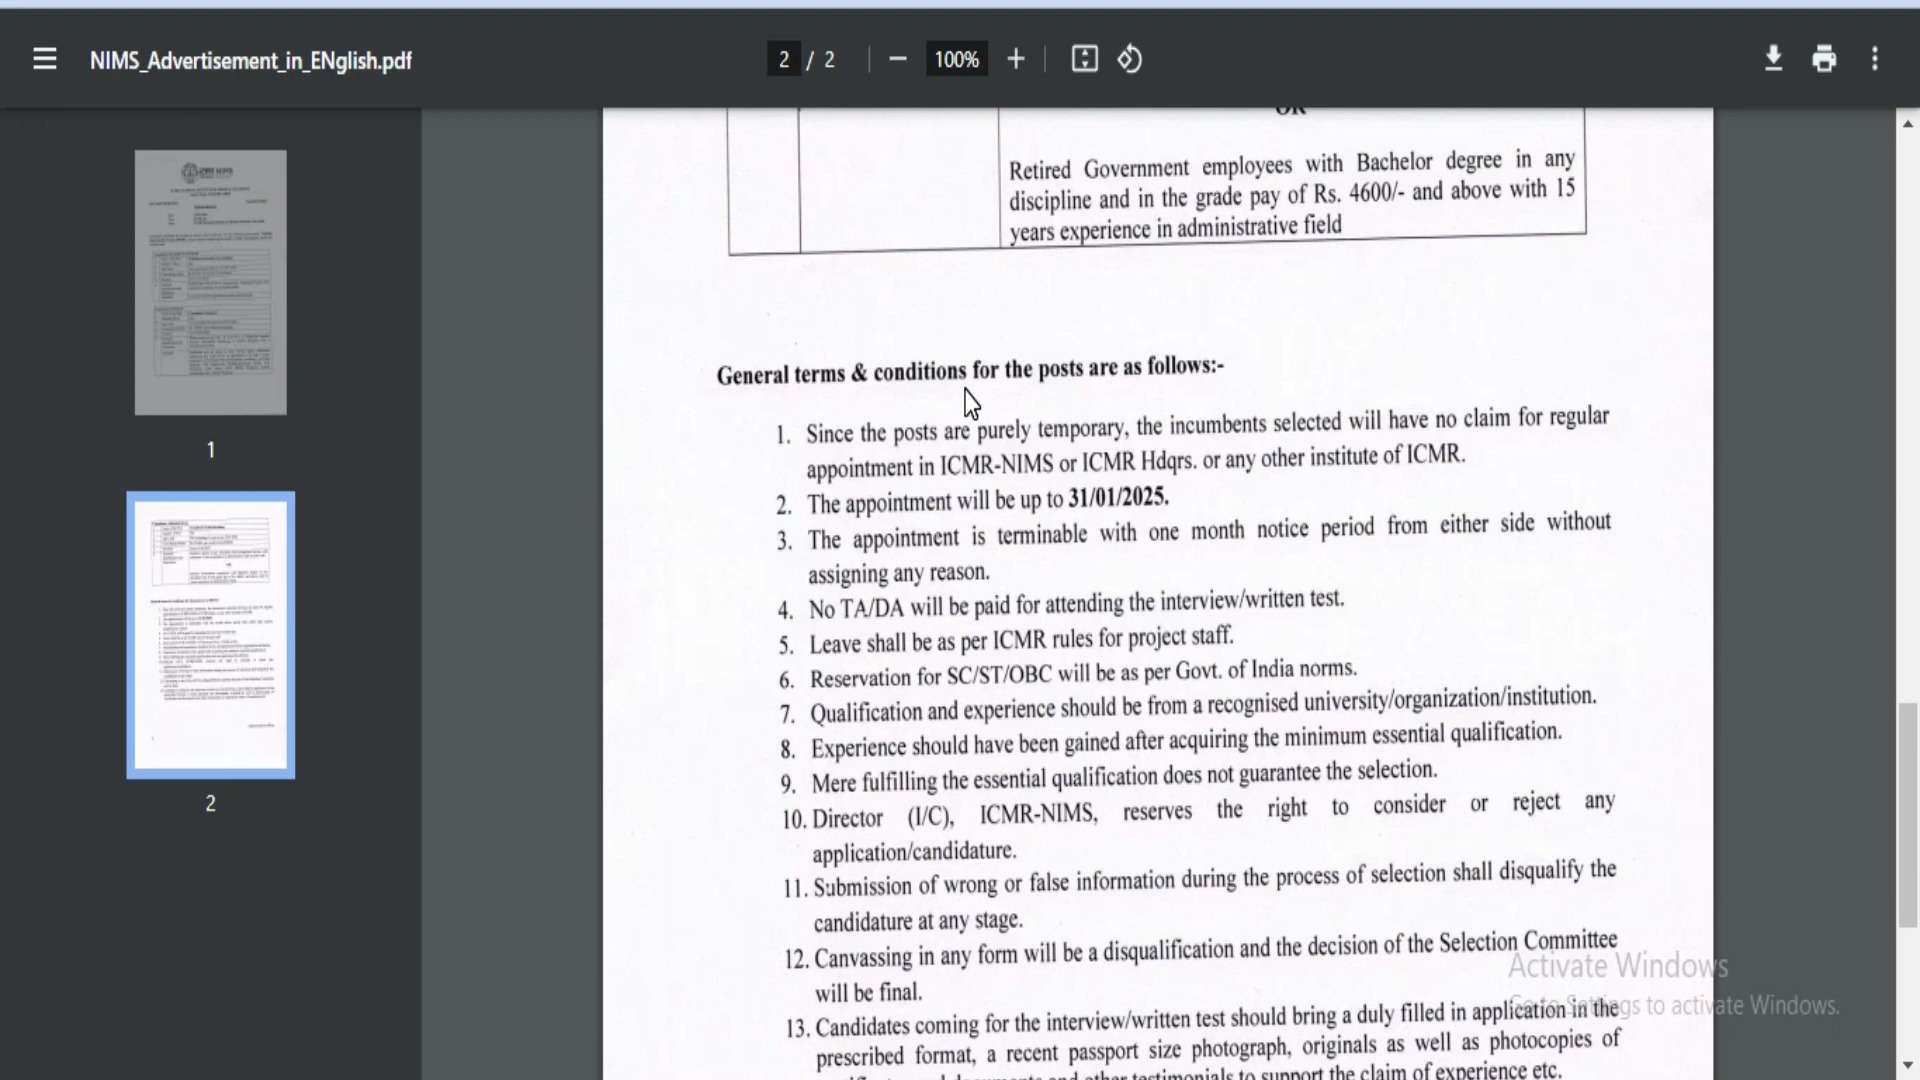 NIMS_Advertisement_in_ENglish.pdf
2 / 2
100%
OR
Retired Government employees with Bachelor degree in any
discipline and in the grade pay of Rs. 4600/- and above with 15
years experience in administrative field
General terms & conditions for the posts are as follows:-
1. Since the posts are purely temporary, the incumbents selected will have no claim for regular
appointment in ICMR-NIMS or ICMR Hdqrs. or any other institute of ICMR.
2. The appointment will be up to 31/01/2025.
3. The appointment is terminable with one month notice period from either side without
assigning any reason.
4. No TA/DA will be paid for attending the interview/written test.
5. Leave shall be as per ICMR rules for project staff.
6. Reservation for SC/ST/OBC will be as per Govt. of India norms.
7. Qualification and experience should be from a recognised university/organization/institution.
8. Experience should have been gained after acquiring the minimum essential qualification.
9. Mere fulfilling the essential qualification does not guarantee the selection.
10. Director (I/C), ICMR-NIMS, reserves the right to consider or reject any
application/candidature.
11. Submission of wrong or false information during the process of selection shall disqualify the
candidature at any stage.
12. Canvassing in any form will be a disqualification and the decision of the Selection Committee
will be final.
13. Candidates coming for the interview/written test should bring a duly filled in application in the
prescribed format, a recent passport size photograph, originals as well as photocopies of
testimonials to support the claim of experience etc.
Activate Windows
Go to Settings to activate Windows.
1
2